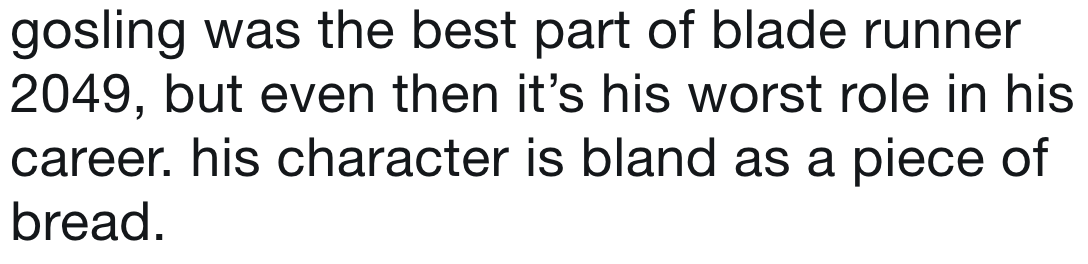 gosling was the best part of blade runner
2049, but even then it’s his worst role in his
career. his character is bland as a piece of
bread.